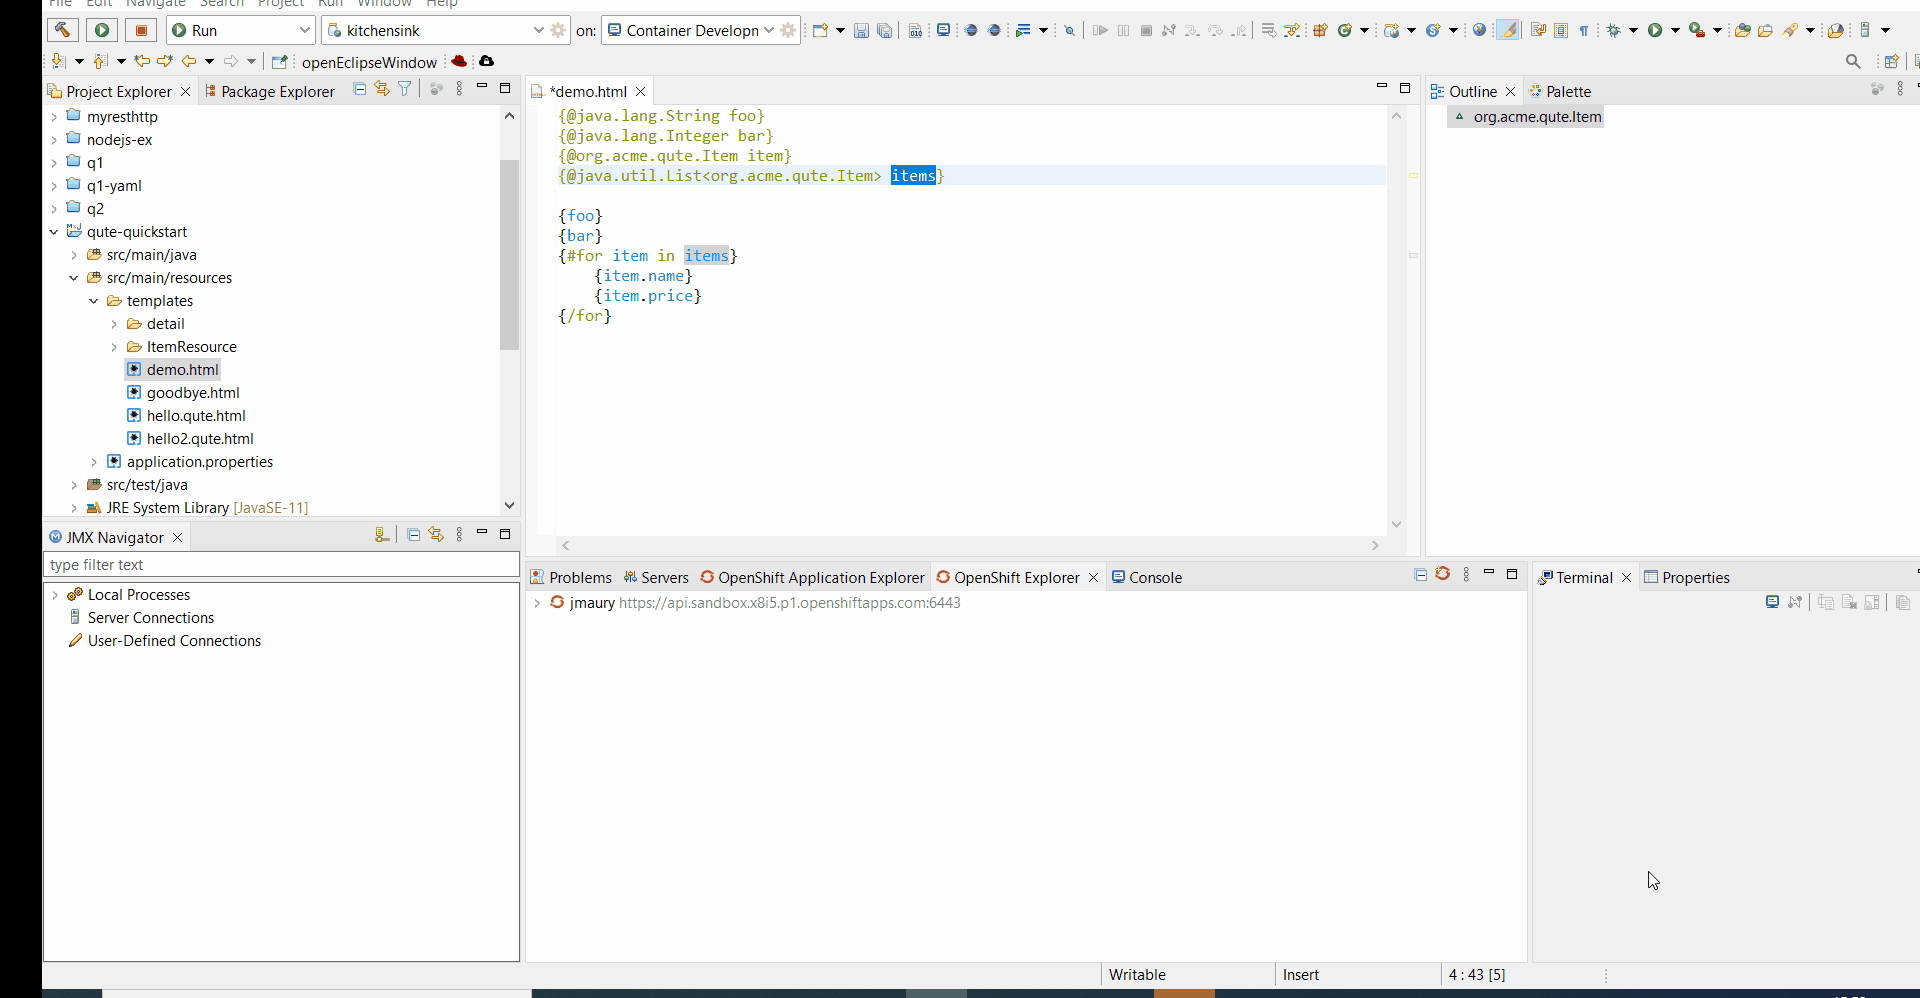 File Edit Navigate Search Project Run Window Help
Run kitchensink on: Container Developn
openEclipseWindow
Project Explorer Package Explorer
myresthttp
nodejs-ex
q1
q1-yaml
q2
qute-quickstart
src/main/java
src/main/resources
templates
detail
ItemResource
demo.html
goodbye.html
hello.qute.html
hello2.qute.html
application.properties
src/test/java
JRE System Library [JavaSE-11]
*demo.html
{@java.lang.String foo}
{@java.lang.Integer bar}
{@org.acme.qute.Item item}
{@java.util.List<org.acme.qute.Item> items}
{foo}
{bar}
{#for item in items}
{item.name}
{item.price}
{/for}
Outline Palette
org.acme.qute.Item
JMX Navigator
type filter text
Local Processes
Server Connections
User-Defined Connections
Problems Servers OpenShift Application Explorer OpenShift Explorer Console
jmaury https://api.sandbox.x8i5.p1.openshiftapps.com:6443
Terminal Properties
Writable Insert 4 : 43 [5]